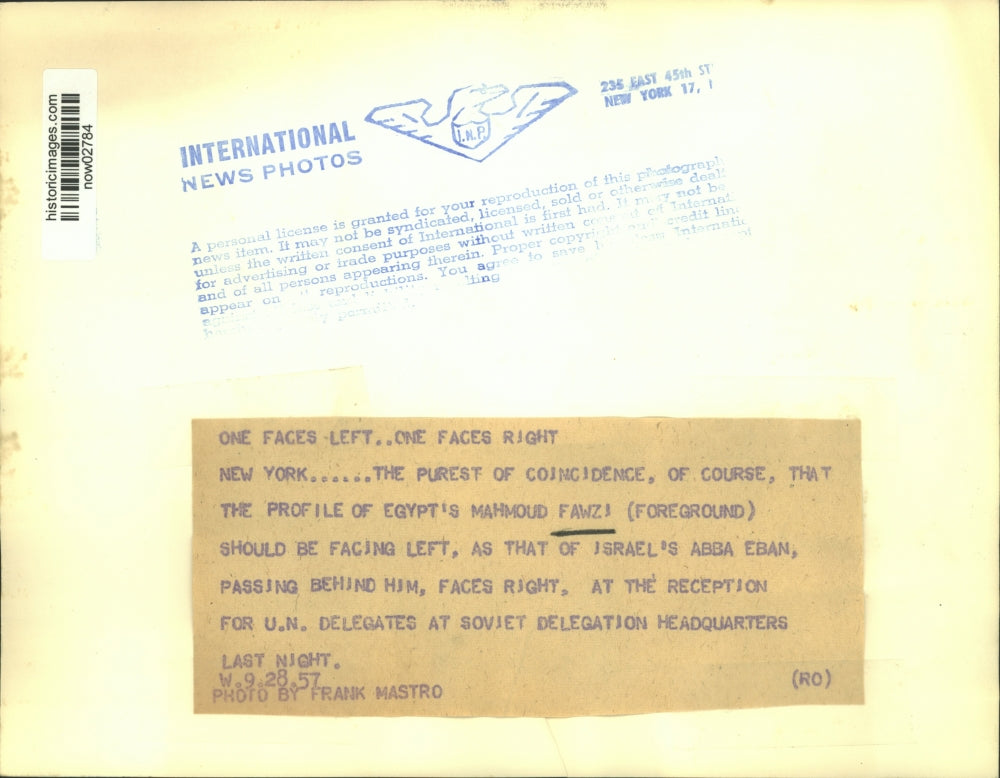 historicimages.com
now02784
INTERNATIONAL
NEWS PHOTOS
I.N.P.
235 EAST 45th ST
NEW YORK 17,
A personal license is granted for your reproduction of this photograph
news item. It may not be syndicated, licensed, sold or otherwise deal
unless the written consent of International is first had. It may not be
for advertising or trade purposes without written consent of Internat
and of all persons appearing therein. Proper copyright and credit lin
appear on reproductions. You agree to save Internatio
ONE FACES LEFT..ONE FACES RIGHT
NEW YORK......THE PUREST OF COINCIDENCE, OF COURSE, THAT
THE PROFILE OF EGYPT'S MAHMOUD FAWZI (FOREGROUND)
SHOULD BE FACING LEFT, AS THAT OF ISRAEL'S ABBA EBAN,
PASSING BEHIND HIM, FACES RIGHT, AT THE RECEPTION
FOR U.N. DELEGATES AT SOVIET DELEGATION HEADQUARTERS
LAST NIGHT.
W.9.28.57 (RO)
PHOTO BY FRANK MASTRO